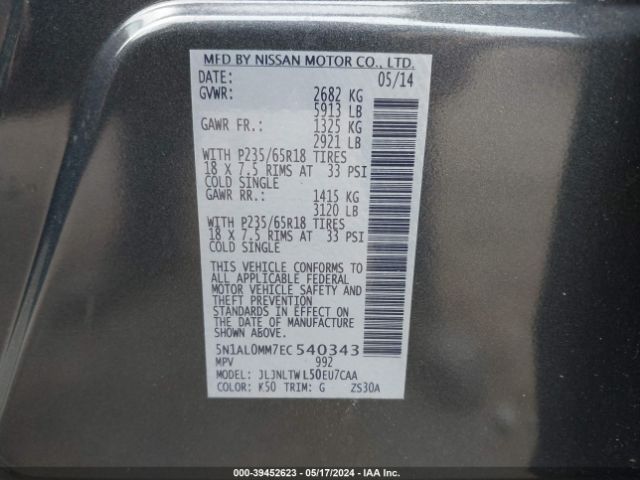 MFD BY NISSAN MOTOR CO., LTD.
DATE: 05/14
GVWR: 2682 KG
5913 LB
GAWR FR.: 1325 KG
2921 LB
WITH P235/65R18 TIRES
18 X 7.5 RIMS AT 33 PSI
COLD SINGLE
GAWR RR.: 1415 KG
3120 LB
WITH P235/65R18 TIRES
18 X 7.5 RIMS AT 33 PSI
COLD SINGLE
THIS VEHICLE CONFORMS TO
ALL APPLICABLE FEDERAL
MOTOR VEHICLE SAFETY AND
THEFT PREVENTION
STANDARDS IN EFFECT ON
THE DATE OF MANUFACTURE
SHOWN ABOVE.
5N1AL0MM7EC540343
MPV 992
MODEL: JLJNLTWL50EU7CAA
COLOR: K50 TRIM: G ZS30A
000-39452623 - 05/17/2024 - IAA Inc.